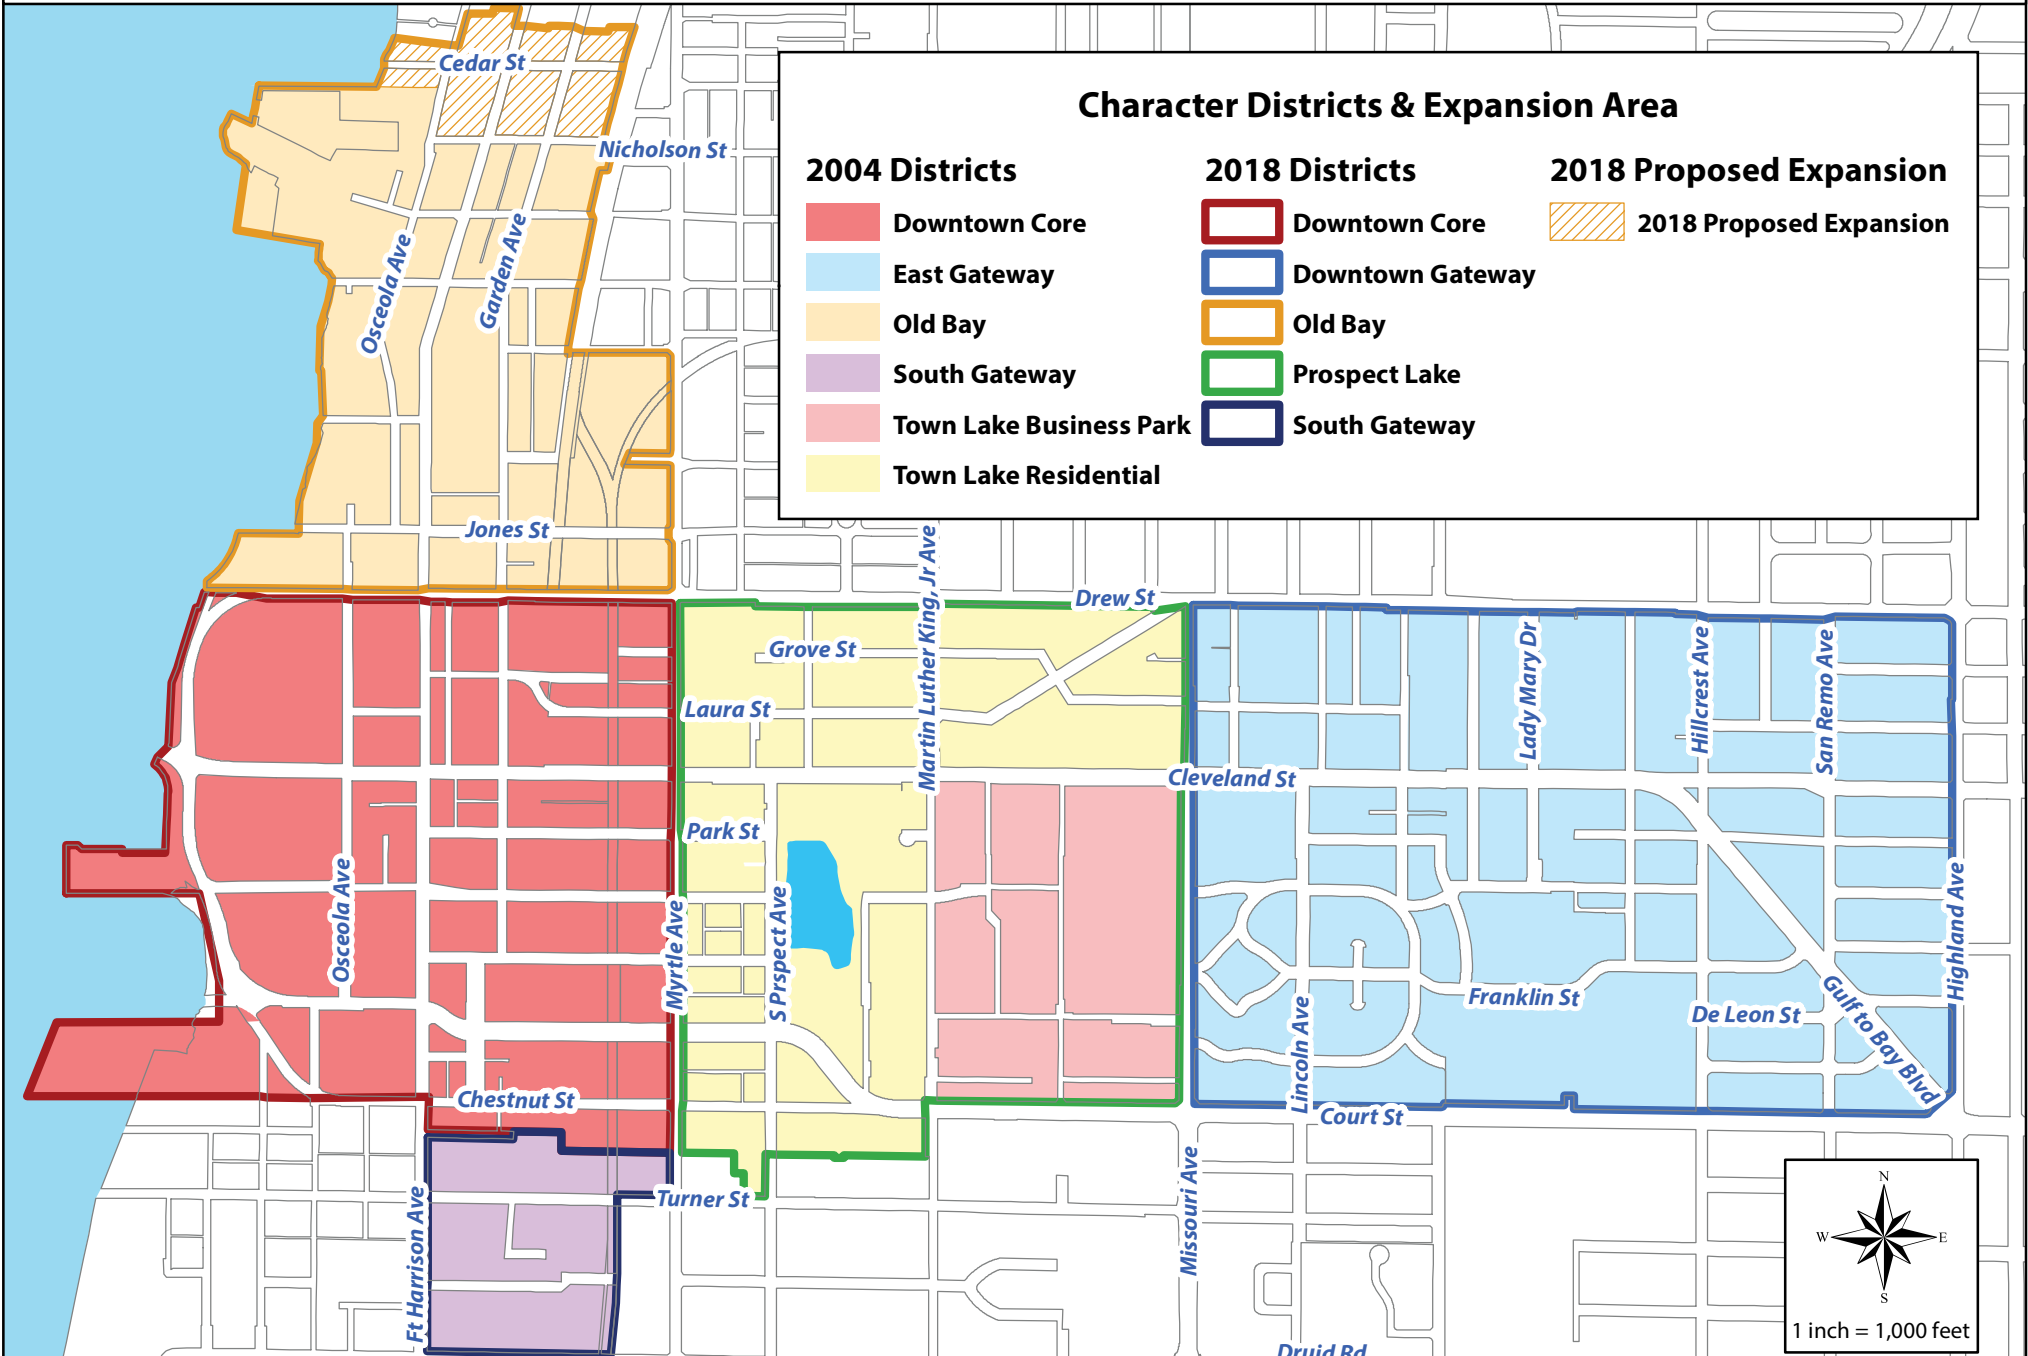 Character Districts & Expansion Area
2004 Districts
Downtown Core
East Gateway
Old Bay
South Gateway
Town Lake Business Park
Town Lake Residential
2018 Districts
Downtown Core
Downtown Gateway
Old Bay
Prospect Lake
South Gateway
2018 Proposed Expansion
2018 Proposed Expansion
Cedar St
Nicholson St
Osceola Ave
Garden Ave
Jones St
Drew St
Grove St
Laura St
Martin Luther King, Jr Ave
Lady Mary Dr
Hillcrest Ave
San Remo Ave
Cleveland St
Park St
Osceola Ave
Myrtle Ave
S Prspect Ave
Highland Ave
Franklin St
De Leon St
Gulf to Bay Blvd
Lincoln Ave
Chestnut St
Court St
Turner St
Ft Harrison Ave
Missouri Ave
Druid Rd
N
W
E
S
1 inch = 1,000 feet